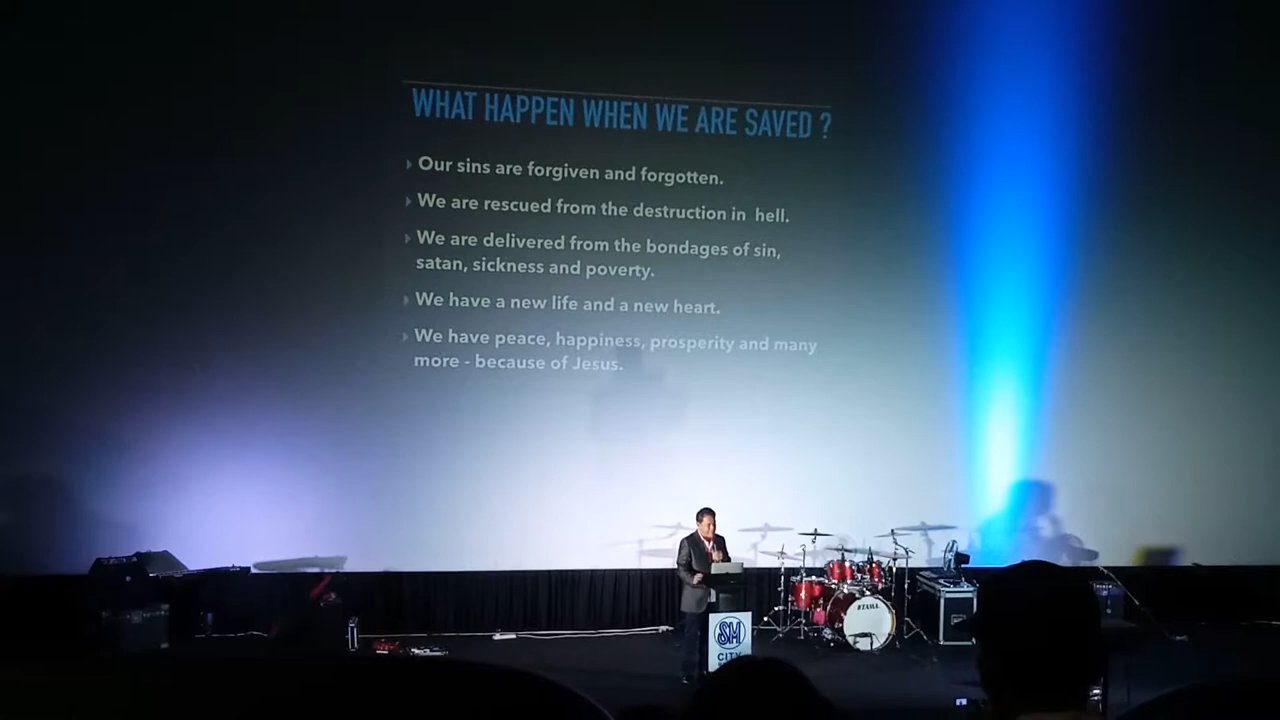 WHAT HAPPEN WHEN WE ARE SAVED ?
Our sins are forgiven and forgotten.
We are rescued from the destruction in hell.
We are delivered from the bondages of sin,
satan, sickness and poverty.
We have a new life and a new heart.
We have peace, happiness, prosperity and many
more - because of Jesus.
TAMA
SM
CITY